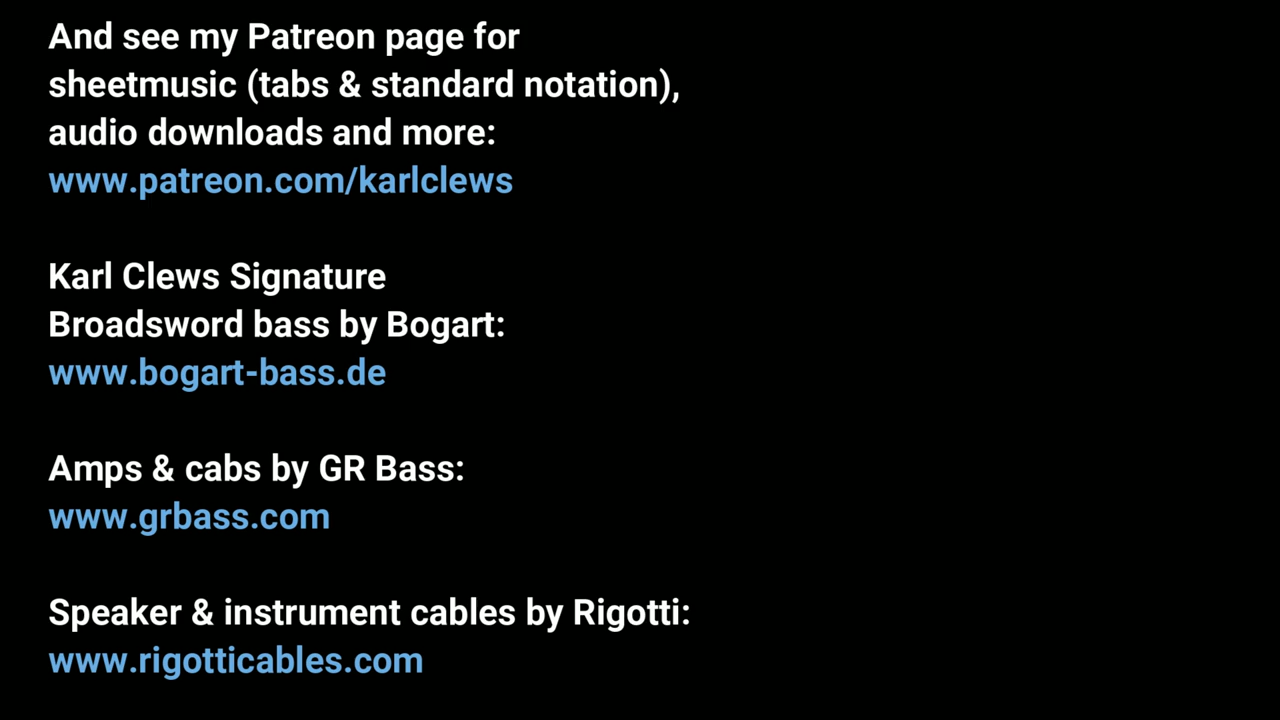 And see my Patreon page for
sheetmusic (tabs & standard notation),
audio downloads and more:
www.patreon.com/karlclews
Karl Clews Signature
Broadsword bass by Bogart:
www.bogart-bass.de
Amps & cabs by GR Bass:
www.grbass.com
Speaker & instrument cables by Rigotti:
www.rigotticables.com